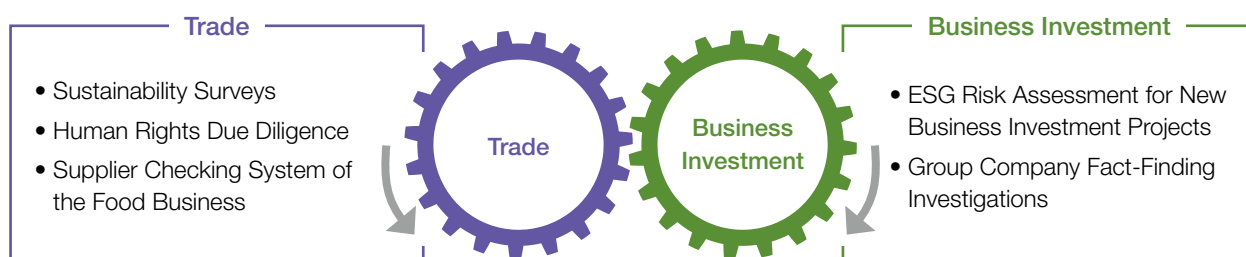 Trade
• Sustainability Surveys
• Human Rights Due Diligence
• Supplier Checking System of
the Food Business
Trade
Business
Investment
Business Investment
• ESG Risk Assessment for New
Business Investment Projects
• Group Company Fact-Finding
Investigations